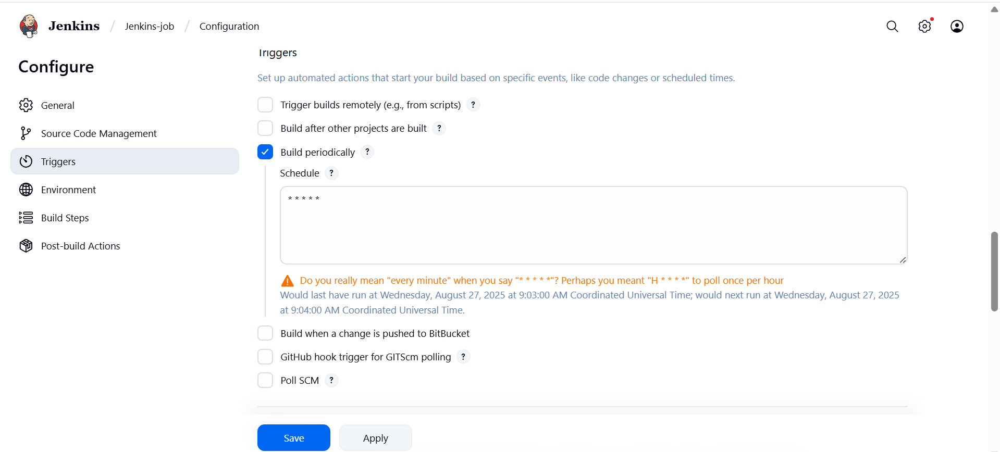 Jenkins / Jenkins-job / Configuration
Configure
General
Source Code Management
Triggers
Environment
Build Steps
Post-build Actions
Triggers
Set up automated actions that start your build based on specific events, like code changes or scheduled times.
Trigger builds remotely (e.g., from scripts) ?
Build after other projects are built ?
Build periodically ?
Schedule ?
* * * * *
Do you really mean "every minute" when you say "* * * * *"? Perhaps you meant "H * * * *" to poll once per hour
Would last have run at Wednesday, August 27, 2025 at 9:03:00 AM Coordinated Universal Time; would next run at Wednesday, August 27, 2025
at 9:04:00 AM Coordinated Universal Time.
Build when a change is pushed to BitBucket
GitHub hook trigger for GITScm polling ?
Poll SCM ?
Save
Apply